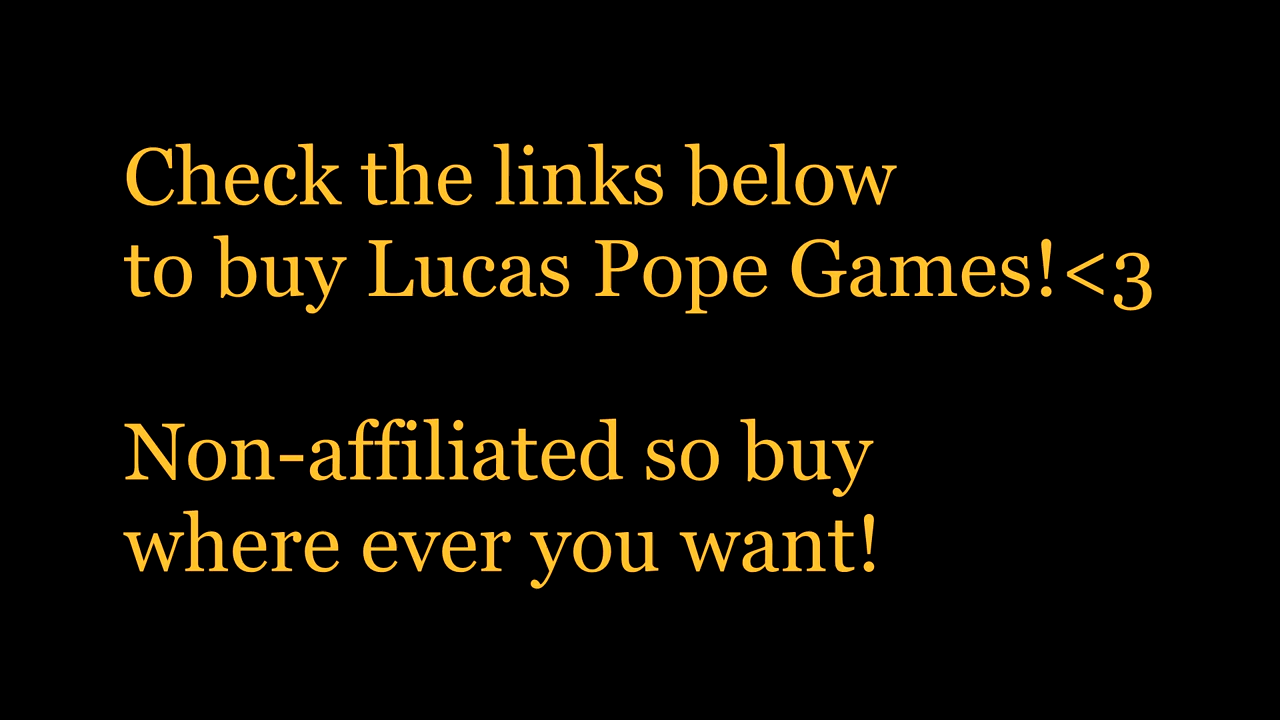 Check the links below
to buy Lucas Pope Games!<3
Non-affiliated so buy
where ever you want!